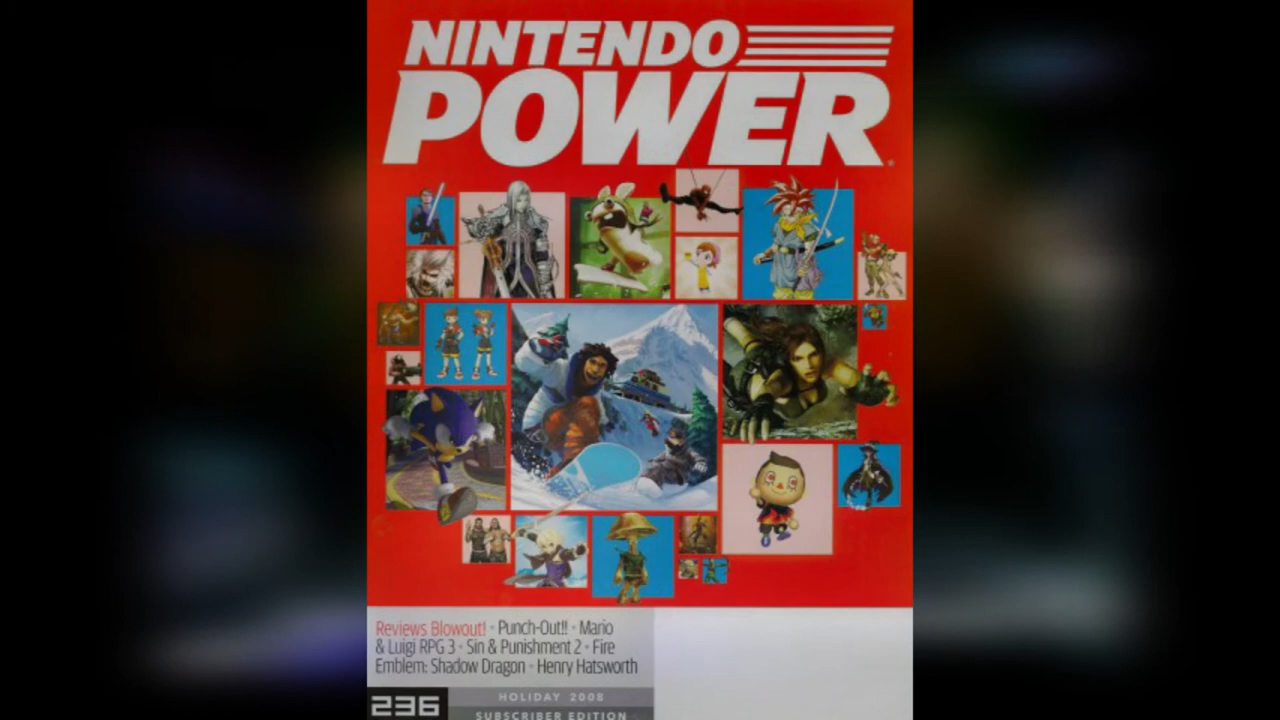 NINTENDO
POWER
Reviews Blowout! • Punch-Out!! • Mario
& Luigi RPG 3 • Sin & Punishment 2 • Fire
Emblem: Shadow Dragon • Henry Hatsworth
236
HOLIDAY 2008
SUBSCRIBER EDITION